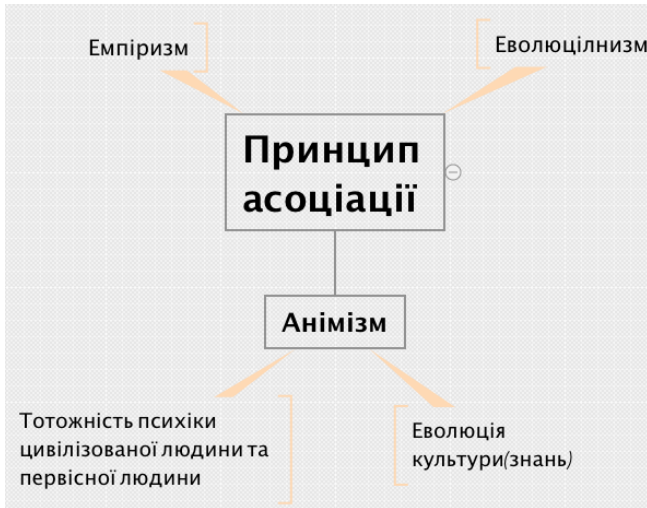 Емпіризм
Еволюцілнизм
Принцип
асоціації
Анімізм
Тотожність психіки
цивілізованої людини та
первісної людини
Еволюція
культури(знань)